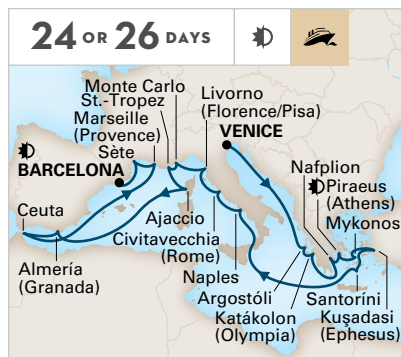 24 OR 26 DAYS
Monte Carlo
St.-Tropez
Marseille
(Provence)
Sète
BARCELONA
Livorno
(Florence/Pisa)
VENICE
Nafplion
Piraeus
(Athens)
Mykonos
Ceuta
Almería
(Granada)
Ajaccio
Civitavecchia
(Rome)
Naples
Argostóli
Katákolon
(Olympia)
Santoríni
Kuşadasi
(Ephesus)